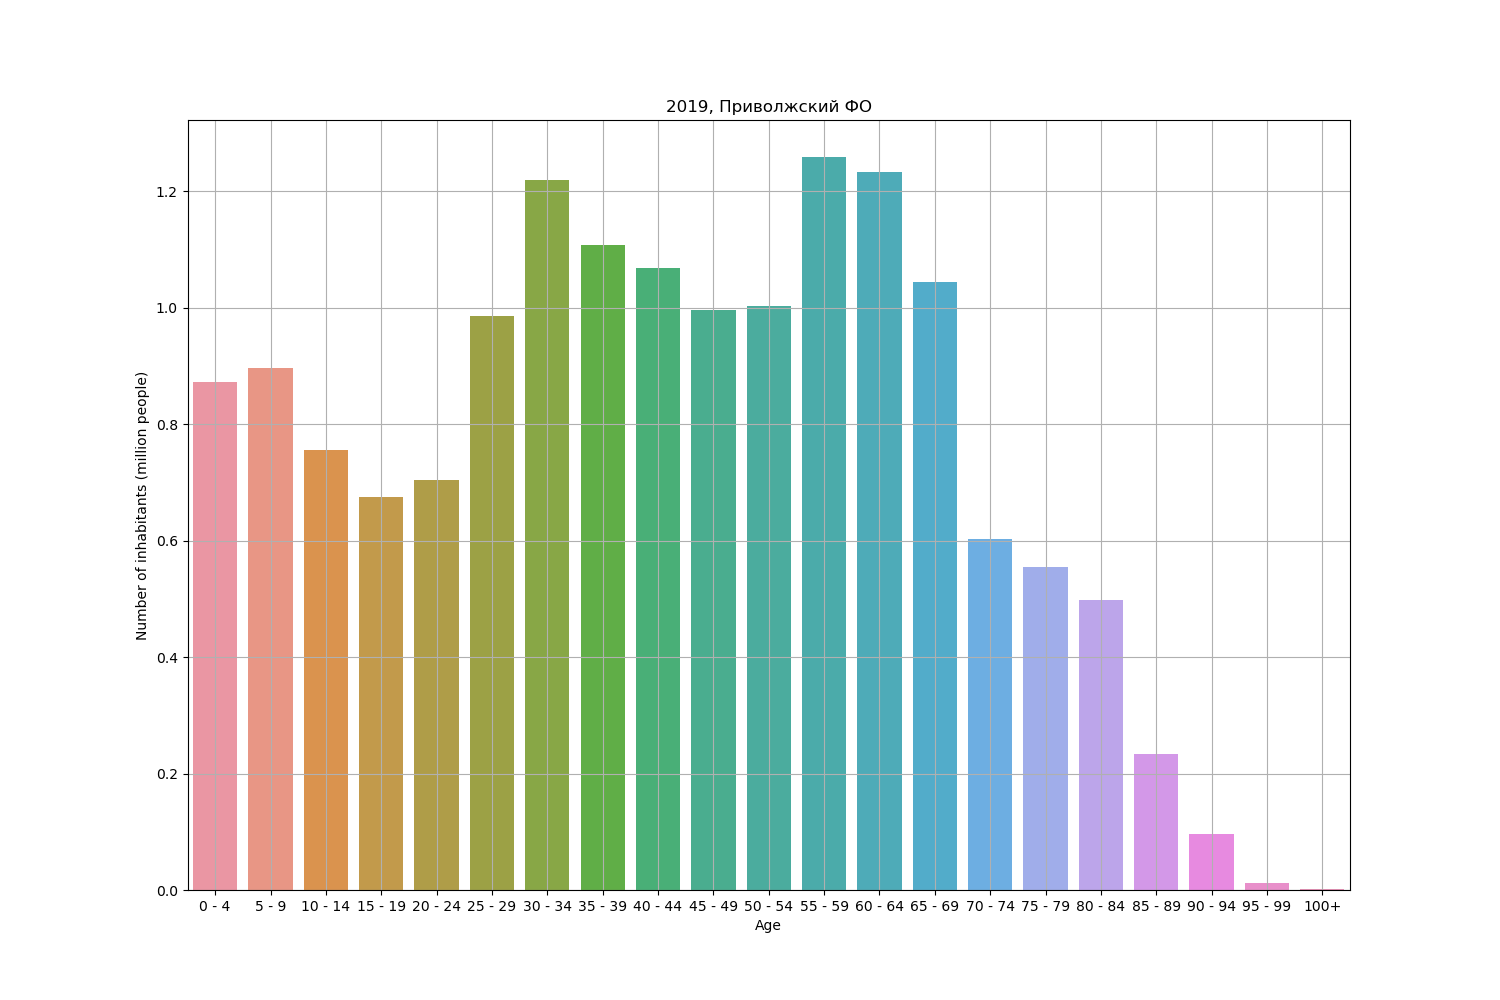 2019, Приволжский ФО
Number of inhabitants (million people)
1.2
1.0
0.8
0.6
0.4
0.2
0.0
0 - 4 5 - 9 10 - 14 15 - 19 20 - 24 25 - 29 30 - 34 35 - 39 40 - 44 45 - 49 50 - 54 55 - 59 60 - 64 65 - 69 70 - 74 75 - 79 80 - 84 85 - 89 90 - 94 95 - 99 100+
Age